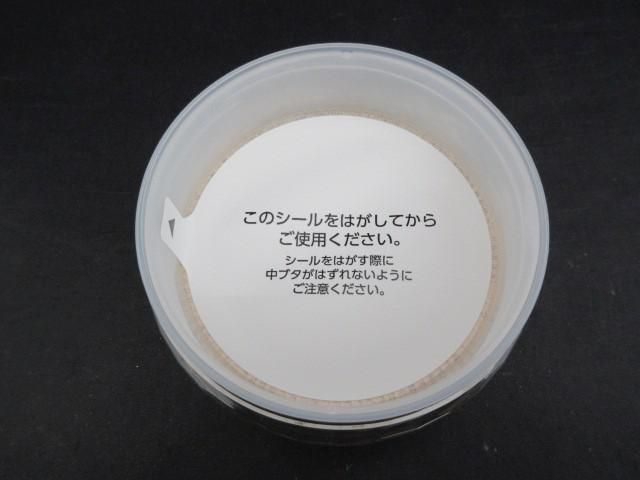 このシールをはがしてから
ご使用ください。
シールをはがす際に
中ブタがはずれないように
ご注意ください。